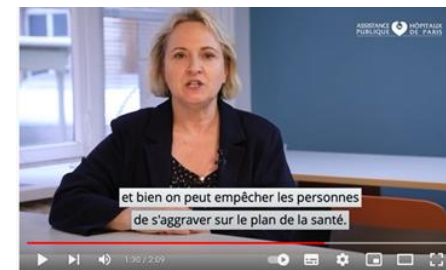 ASSISTANCE HÔPITAUX
PUBLIQUE DE PARIS
et bien on peut empêcher les personnes
de s'aggraver sur le plan de la santé.
1:30 / 2:09